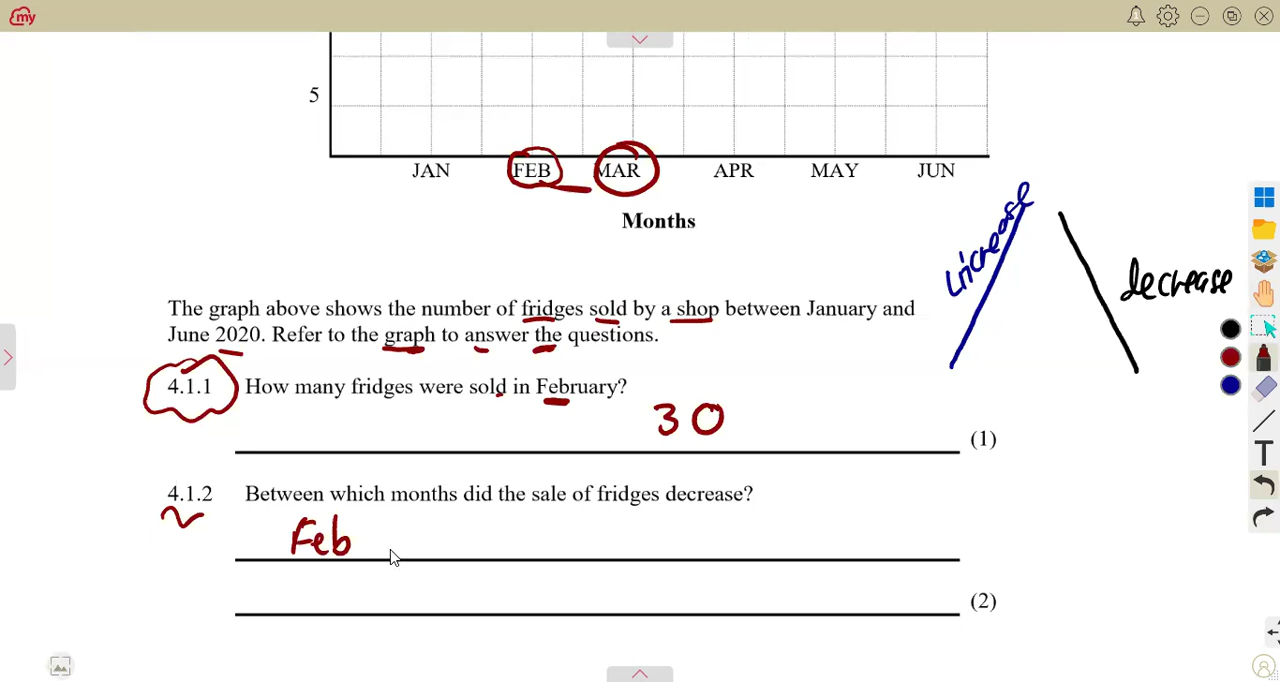 my
5
JAN FEB MAR APR MAY JUN
Months
increase
decrease
The graph above shows the number of fridges sold by a shop between January and
June 2020. Refer to the graph to answer the questions.
4.1.1 How many fridges were sold in February?
30
(1)
4.1.2 Between which months did the sale of fridges decrease?
Feb
(2)
T